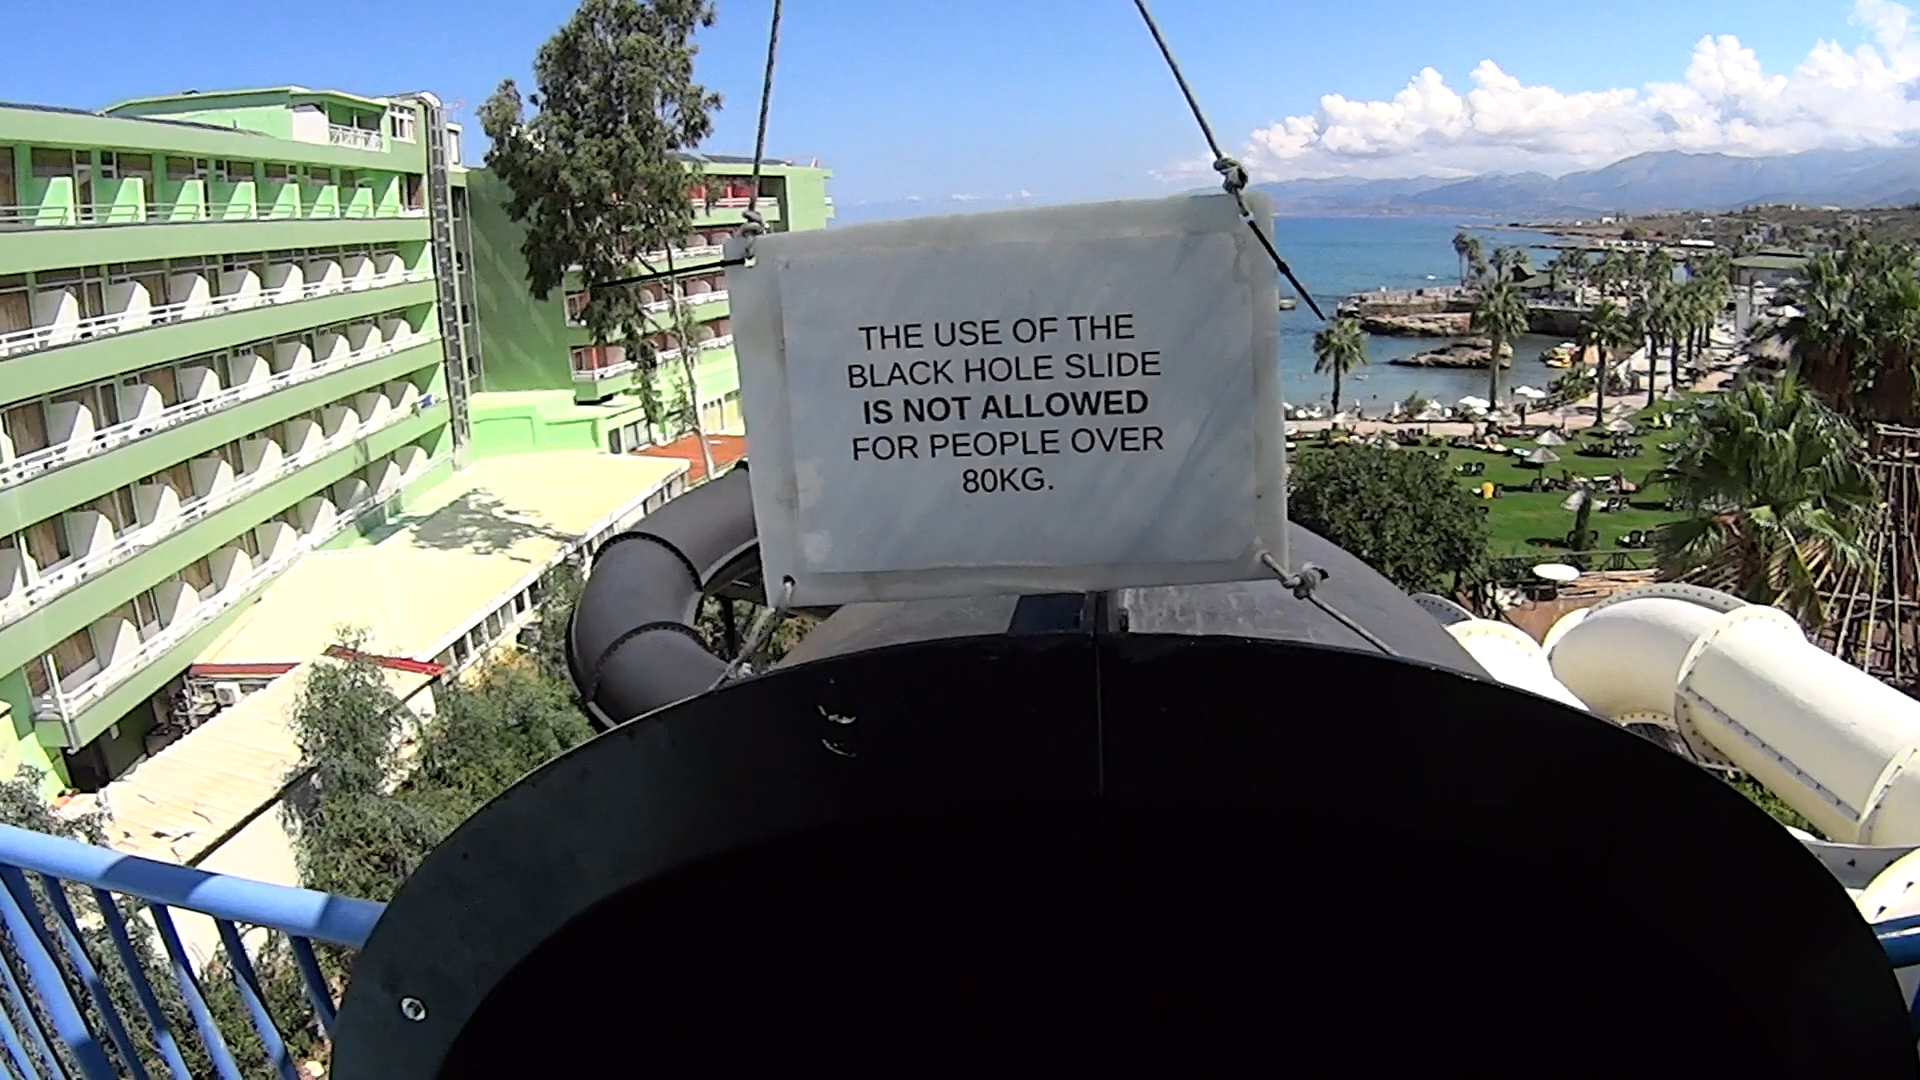 THE USE OF THE
BLACK HOLE SLIDE
IS NOT ALLOWED
FOR PEOPLE OVER
80KG.